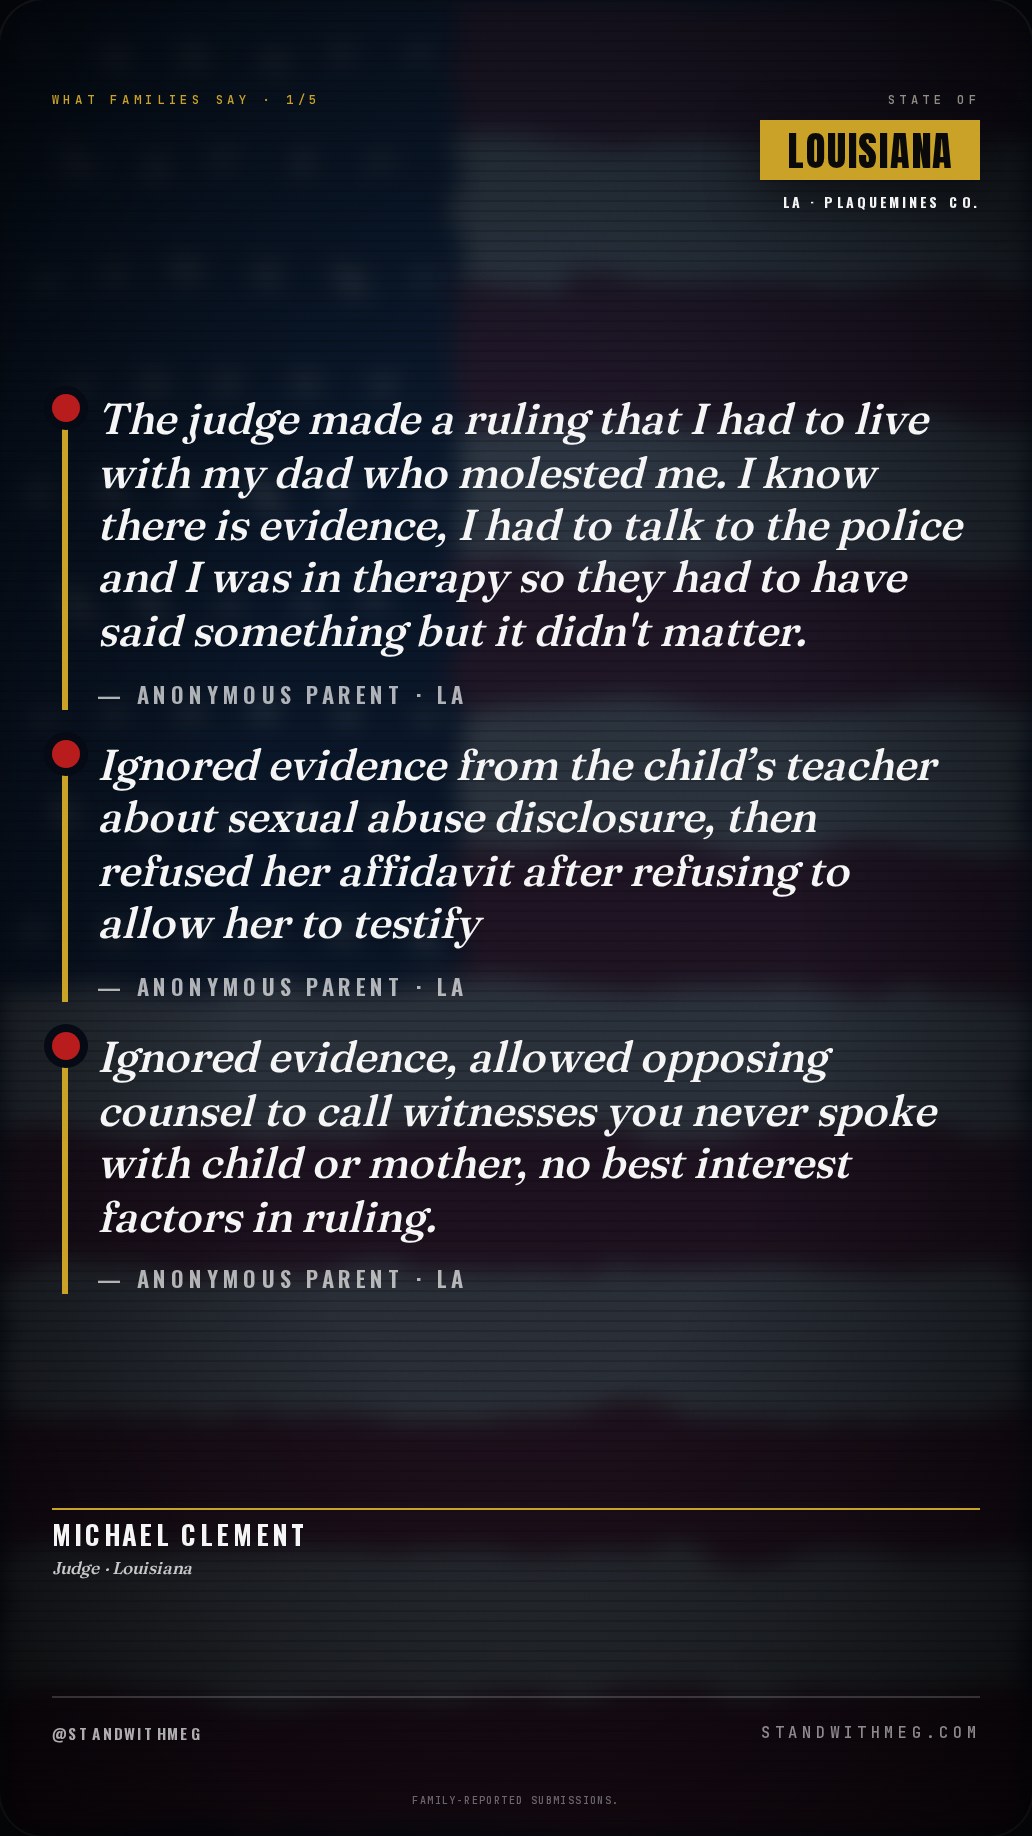 WHAT FAMILIES SAY · 1/5
STATE OF
LOUISIANA
LA · PLAQUEMINES CO.
The judge made a ruling that I had to live
with my dad who molested me. I know
there is evidence, I had to talk to the police
and I was in therapy so they had to have
said something but it didn't matter.
— ANONYMOUS PARENT · LA
Ignored evidence from the child’s teacher
about sexual abuse disclosure, then
refused her affidavit after refusing to
allow her to testify
— ANONYMOUS PARENT · LA
Ignored evidence, allowed opposing
counsel to call witnesses you never spoke
with child or mother, no best interest
factors in ruling.
— ANONYMOUS PARENT · LA
MICHAEL CLEMENT
Judge · Louisiana
@STANDWITHMEG
STANDWITHMEG.COM
FAMILY-REPORTED SUBMISSIONS.